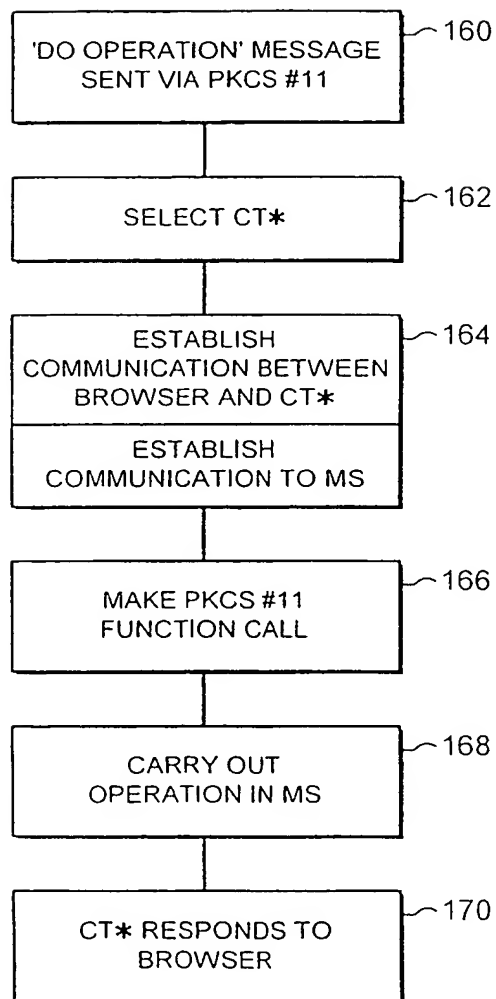 'DO OPERATION' MESSAGE
SENT VIA PKCS #11
160
SELECT CT*
162
ESTABLISH
COMMUNICATION BETWEEN
BROWSER AND CT*
164
ESTABLISH
COMMUNICATION TO MS
MAKE PKCS #11
FUNCTION CALL
166
CARRY OUT
OPERATION IN MS
168
CT* RESPONDS TO
BROWSER
170